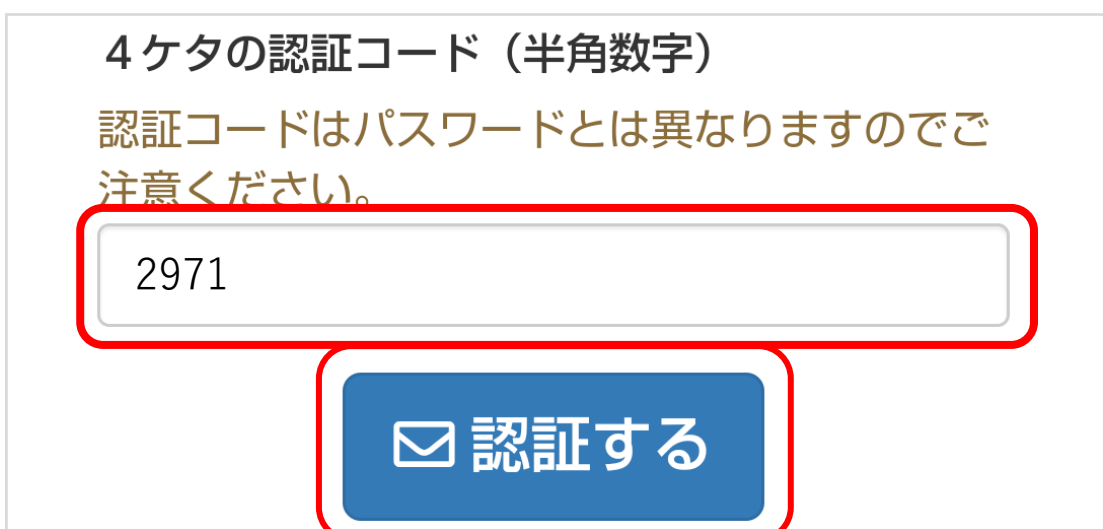 ４ケタの認証コード（半角数字）
認証コードはパスワードとは異なりますのでご
注意ください。
2971
認証する